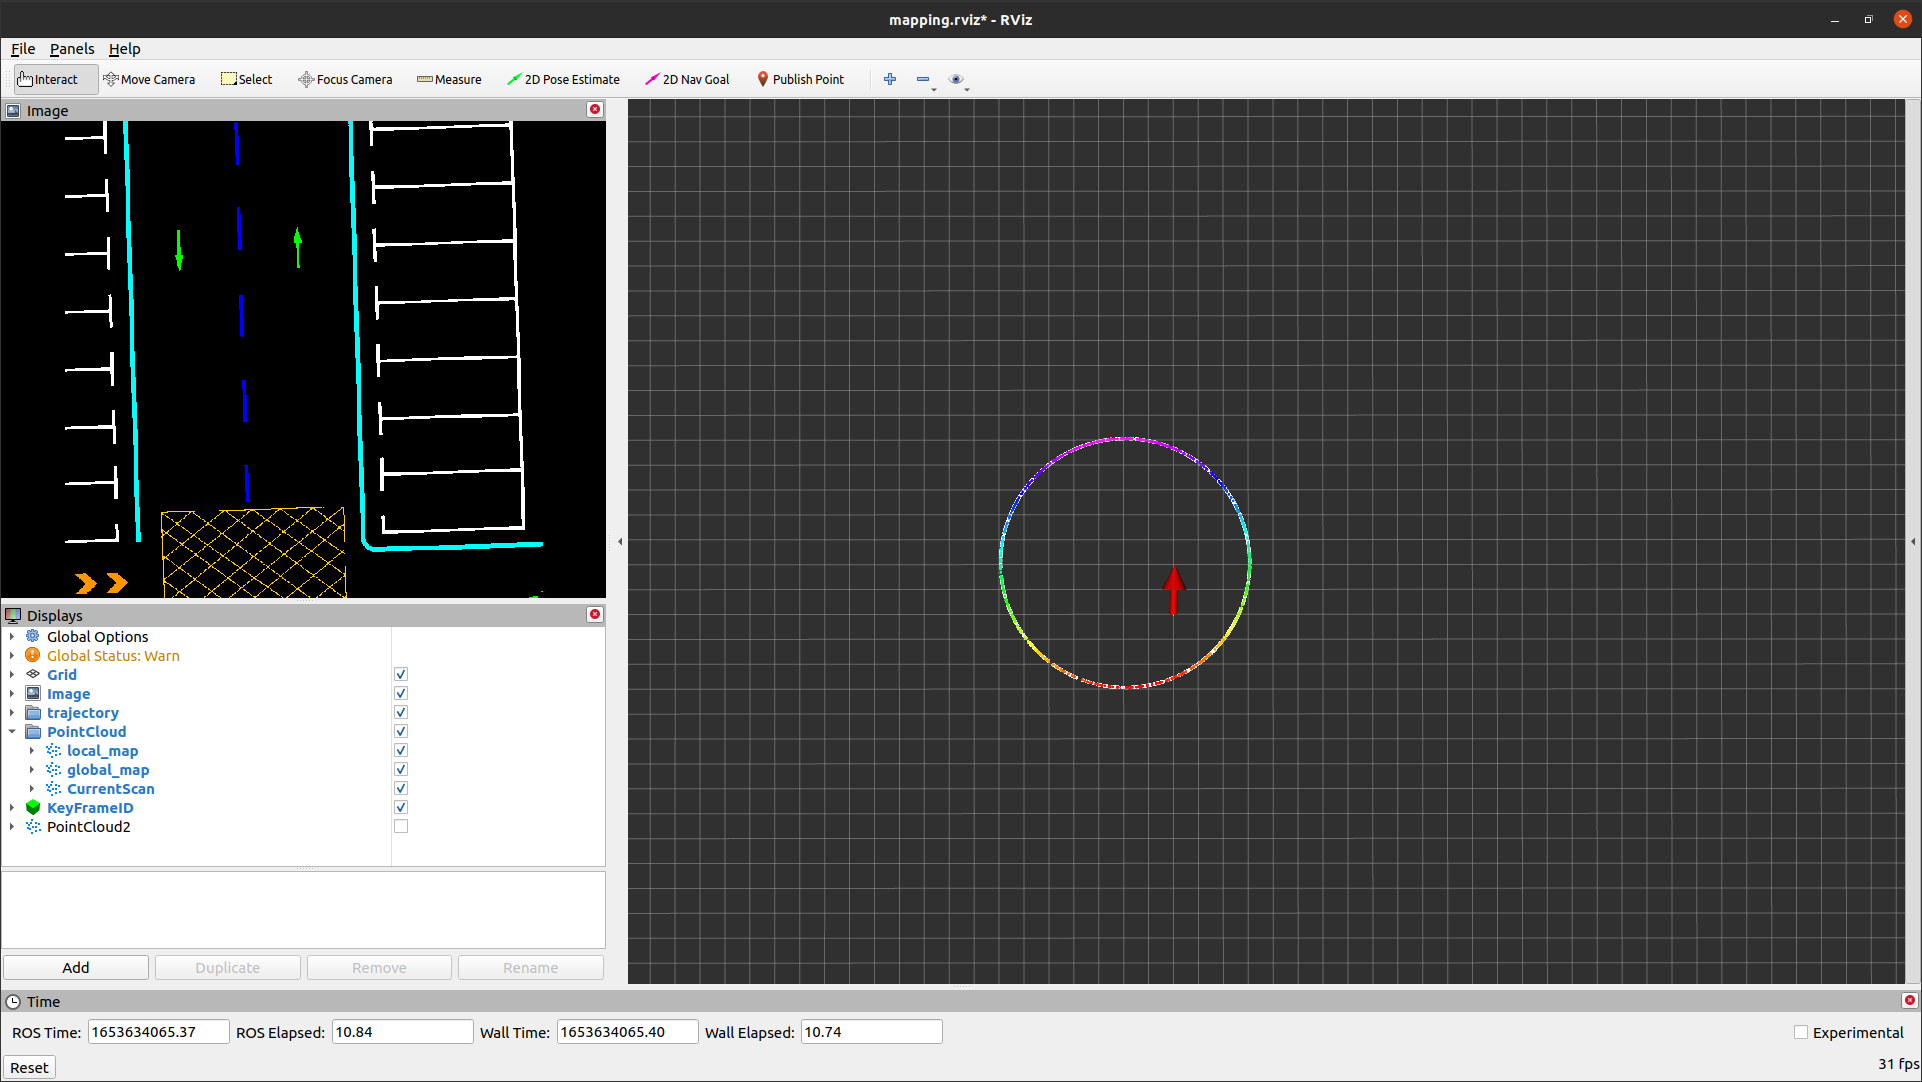 mapping.rviz* - RViz
File Panels Help
Interact Move Camera Select Focus Camera Measure 2D Pose Estimate 2D Nav Goal Publish Point
Image
Displays
Global Options
Global Status: Warn
Grid
Image
trajectory
PointCloud
local_map
global_map
CurrentScan
KeyFrameID
PointCloud2
Add Duplicate Remove Rename
Time
ROS Time: 1653634065.37 ROS Elapsed: 10.84 Wall Time: 1653634065.40 Wall Elapsed: 10.74 Experimental
Reset 31 fps